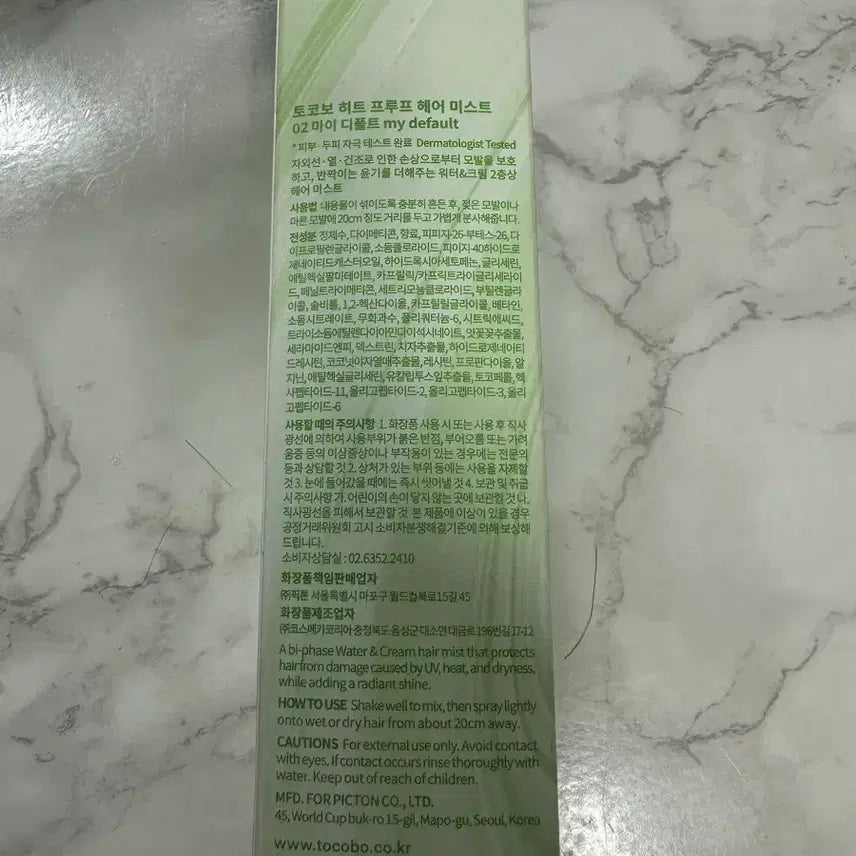 토코보 히트 프루프 헤어 미스트
02 마이 디폴트 my default
*피부·두피 자극 테스트 완료 Dermatologist Tested
자외선·열·건조로 인한 손상으로부터 모발을 보호
하고, 반짝이는 윤기를 더해주는 워터&크림 2층상
헤어 미스트
사용법 내용물이 섞이도록 충분히 흔든 후, 젖은 모발이나
마른 모발에 20cm 정도 거리를 두고 가볍게 분사해줍니다.
전성분 정제수, 다이메티콘, 향료, 피피지-26-부테스-26, 다
이프로필렌글라이콜, 소듐클로라이드, 피이지-40하이드로
제네이티드캐스터오일, 하이드록시아세토페논, 글리세린,
에틸헥실팔미테이트, 카프릴릭/카프릭트라이글리세라이
드, 페닐트라이메티콘, 세트리모늄클로라이드, 부틸렌글라
이콜, 솔비톨, 1,2-헥산다이올, 카프릴릴글라이콜, 베타인,
소듐시트레이트, 무화과수, 폴리쿼터늄-6, 시트릭애씨드,
트라이소듐에틸렌다이아민다이석시네이트, 잇꽃꽃추출물,
세라마이드엔피, 덱스트린, 치자추출물, 하이드로제네이티
드레시틴, 코코넛야자열매추출물, 레시틴, 프로판다이올, 알
지닌, 에틸헥실글리세린, 유칼립투스잎추출물, 토코페롤, 헥
사펩타이드-11, 올리고펩타이드-2, 올리고펩타이드-3, 올리
고펩타이드-6
사용할 때의 주의사항 1. 화장품 사용 시 또는 사용 후 직사
광선에 의하여 사용부위가 붉은 반점, 부어오름 또는 가려
움증 등의 이상증상이나 부작용이 있는 경우에는 전문의
등과 상담할 것 2. 상처가 있는 부위 등에는 사용을 자제할
것 3. 눈에 들어갔을 때에는 즉시 씻어낼 것 4. 보관 및 취급
시 주의사항 가. 어린이의 손이 닿지 않는 곳에 보관할 것 나.
직사광선을 피해서 보관할 것 본 제품에 이상이 있을 경우
공정거래위원회 고시 소비자분쟁해결기준에 의해 보상해
드립니다.
소비자상담실 : 02.6352.2410
화장품책임판매업자
㈜픽톤 서울특별시 마포구 월드컵북로15길 45
화장품제조업자
㈜코스메카코리아 충청북도 음성군 대소면 대금로 196번길 17-12
A bi-phase Water & Cream hair mist that protects
hair from damage caused by UV, heat, and dryness,
while adding a radiant shine.
HOW TO USE Shake well to mix, then spray lightly
onto wet or dry hair from about 20cm away.
CAUTIONS For external use only. Avoid contact
with eyes. If contact occurs rinse thoroughly with
water. Keep out of reach of children.
MFD. FOR PICTON CO., LTD.
45, World Cup buk-ro 15-gil, Mapo-gu, Seoul, Korea
www.tocobo.co.kr